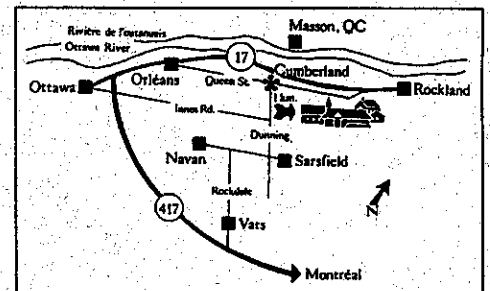 Masson, QC
Rivière de l'outaouais
Ottawa River
17
Orléans
Queen St.
Cumberland
Ottawa
Rockland
Innes Rd.
1 km.
Dunning
Navan
Sarsfield
Rockdale
417
Vars
N
Montréal